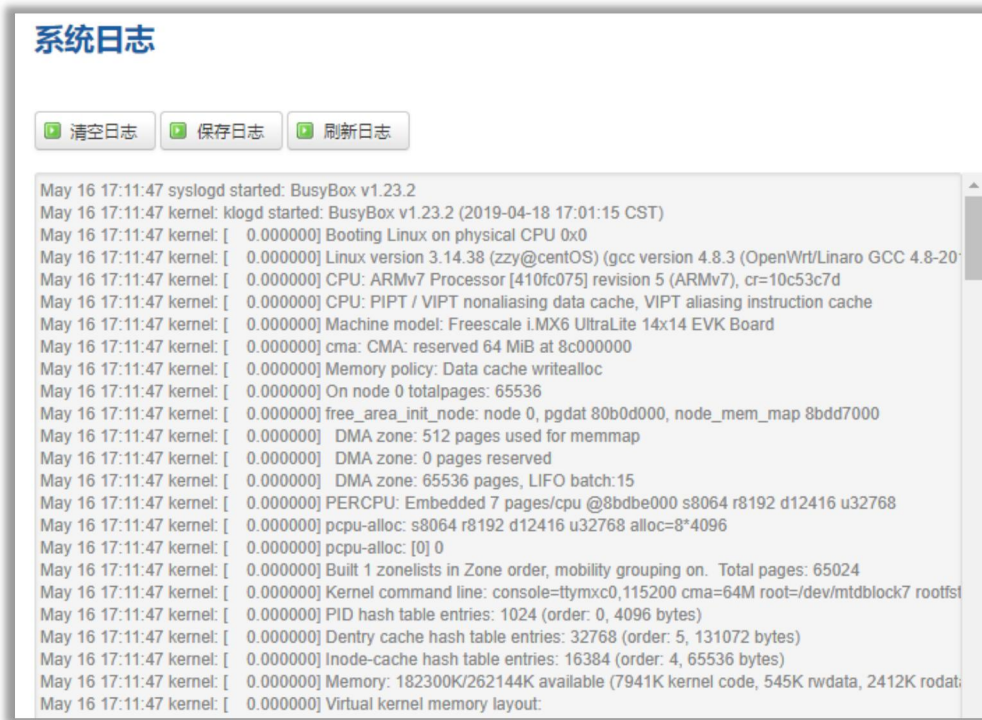 系统日志
清空日志 保存日志 刷新日志
May 16 17:11:47 syslogd started: BusyBox v1.23.2
May 16 17:11:47 kernel: klogd started: BusyBox v1.23.2 (2019-04-18 17:01:15 CST)
May 16 17:11:47 kernel: [    0.000000] Booting Linux on physical CPU 0x0
May 16 17:11:47 kernel: [    0.000000] Linux version 3.14.38 (zzy@centOS) (gcc version 4.8.3 (OpenWrt/Linaro GCC 4.8-20
May 16 17:11:47 kernel: [    0.000000] CPU: ARMv7 Processor [410fc075] revision 5 (ARMv7), cr=10c53c7d
May 16 17:11:47 kernel: [    0.000000] CPU: PIPT / VIPT nonaliasing data cache, VIPT aliasing instruction cache
May 16 17:11:47 kernel: [    0.000000] Machine model: Freescale i.MX6 UltraLite 14x14 EVK Board
May 16 17:11:47 kernel: [    0.000000] cma: CMA: reserved 64 MiB at 8c000000
May 16 17:11:47 kernel: [    0.000000] Memory policy: Data cache writealloc
May 16 17:11:47 kernel: [    0.000000] On node 0 totalpages: 65536
May 16 17:11:47 kernel: [    0.000000] free_area_init_node: node 0, pgdat 80b0d000, node_mem_map 8bdd7000
May 16 17:11:47 kernel: [    0.000000]   DMA zone: 512 pages used for memmap
May 16 17:11:47 kernel: [    0.000000]   DMA zone: 0 pages reserved
May 16 17:11:47 kernel: [    0.000000]   DMA zone: 65536 pages, LIFO batch:15
May 16 17:11:47 kernel: [    0.000000] PERCPU: Embedded 7 pages/cpu @8bdbe000 s8064 r8192 d12416 u32768
May 16 17:11:47 kernel: [    0.000000] pcpu-alloc: s8064 r8192 d12416 u32768 alloc=8*4096
May 16 17:11:47 kernel: [    0.000000] pcpu-alloc: [0] 0
May 16 17:11:47 kernel: [    0.000000] Built 1 zonelists in Zone order, mobility grouping on.  Total pages: 65024
May 16 17:11:47 kernel: [    0.000000] Kernel command line: console=ttymxc0,115200 cma=64M root=/dev/mtdblock7 rootfst
May 16 17:11:47 kernel: [    0.000000] PID hash table entries: 1024 (order: 0, 4096 bytes)
May 16 17:11:47 kernel: [    0.000000] Dentry cache hash table entries: 32768 (order: 5, 131072 bytes)
May 16 17:11:47 kernel: [    0.000000] Inode-cache hash table entries: 16384 (order: 4, 65536 bytes)
May 16 17:11:47 kernel: [    0.000000] Memory: 182300K/262144K available (7941K kernel code, 545K rwdata, 2412K rodat
May 16 17:11:47 kernel: [    0.000000] Virtual kernel memory layout: